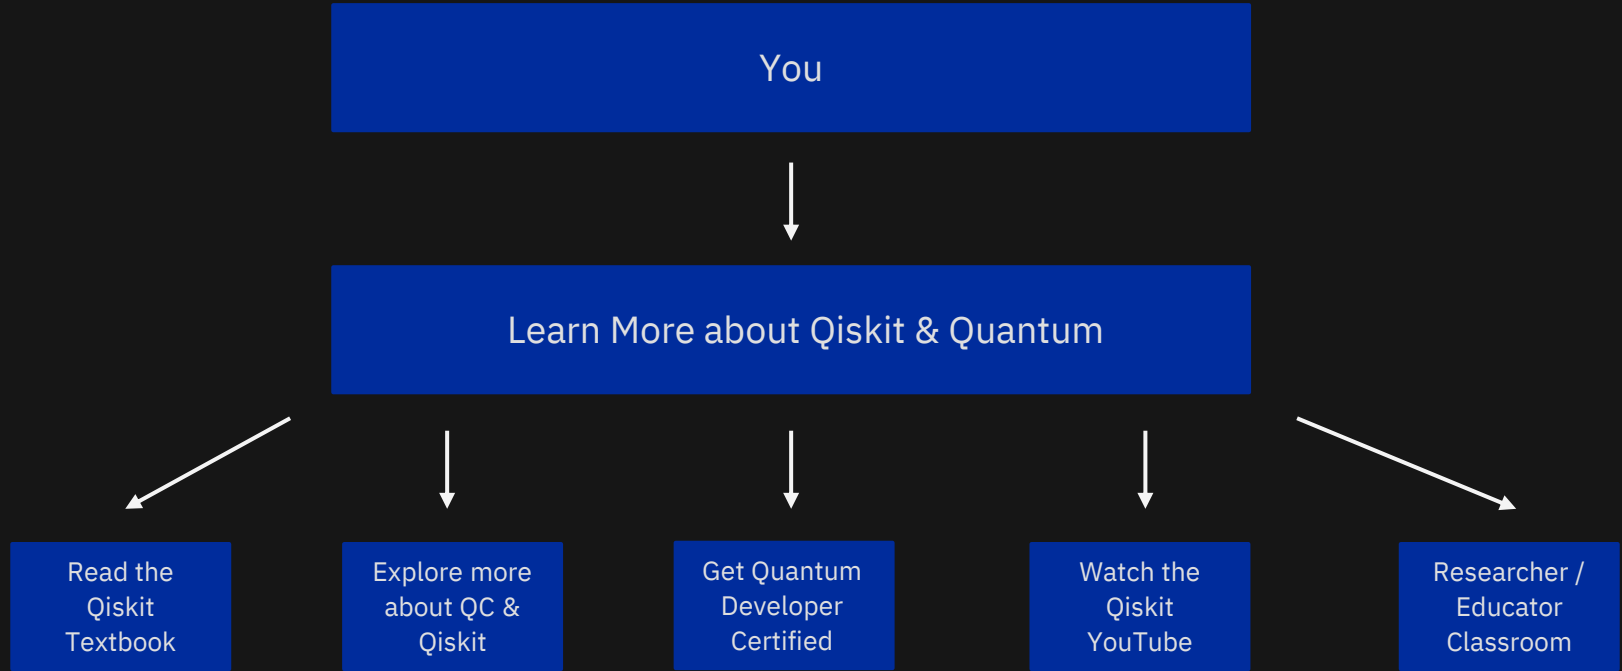 You
Learn More about Qiskit & Quantum
Read the
Qiskit
Textbook
Explore more
about QC &
Qiskit
Get Quantum
Developer
Certified
Watch the
Qiskit
YouTube
Researcher /
Educator
Classroom